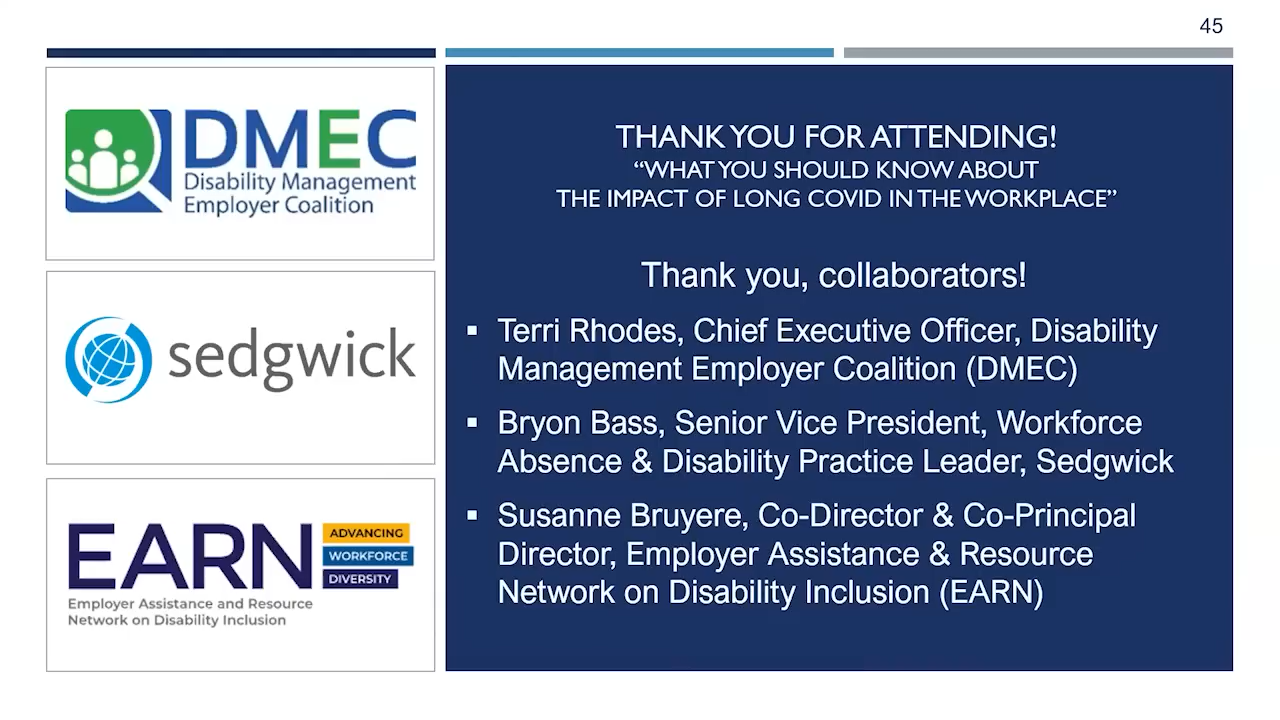 45
DMEC
Disability Management
Employer Coalition
sedgwick
EARN
ADVANCING
WORKFORCE
DIVERSITY
Employer Assistance and Resource
Network on Disability Inclusion
THANK YOU FOR ATTENDING!
“WHAT YOU SHOULD KNOW ABOUT
THE IMPACT OF LONG COVID IN THE WORKPLACE”
Thank you, collaborators!
▪ Terri Rhodes, Chief Executive Officer, Disability
Management Employer Coalition (DMEC)
▪ Bryon Bass, Senior Vice President, Workforce
Absence & Disability Practice Leader, Sedgwick
▪ Susanne Bruyere, Co-Director & Co-Principal
Director, Employer Assistance & Resource
Network on Disability Inclusion (EARN)